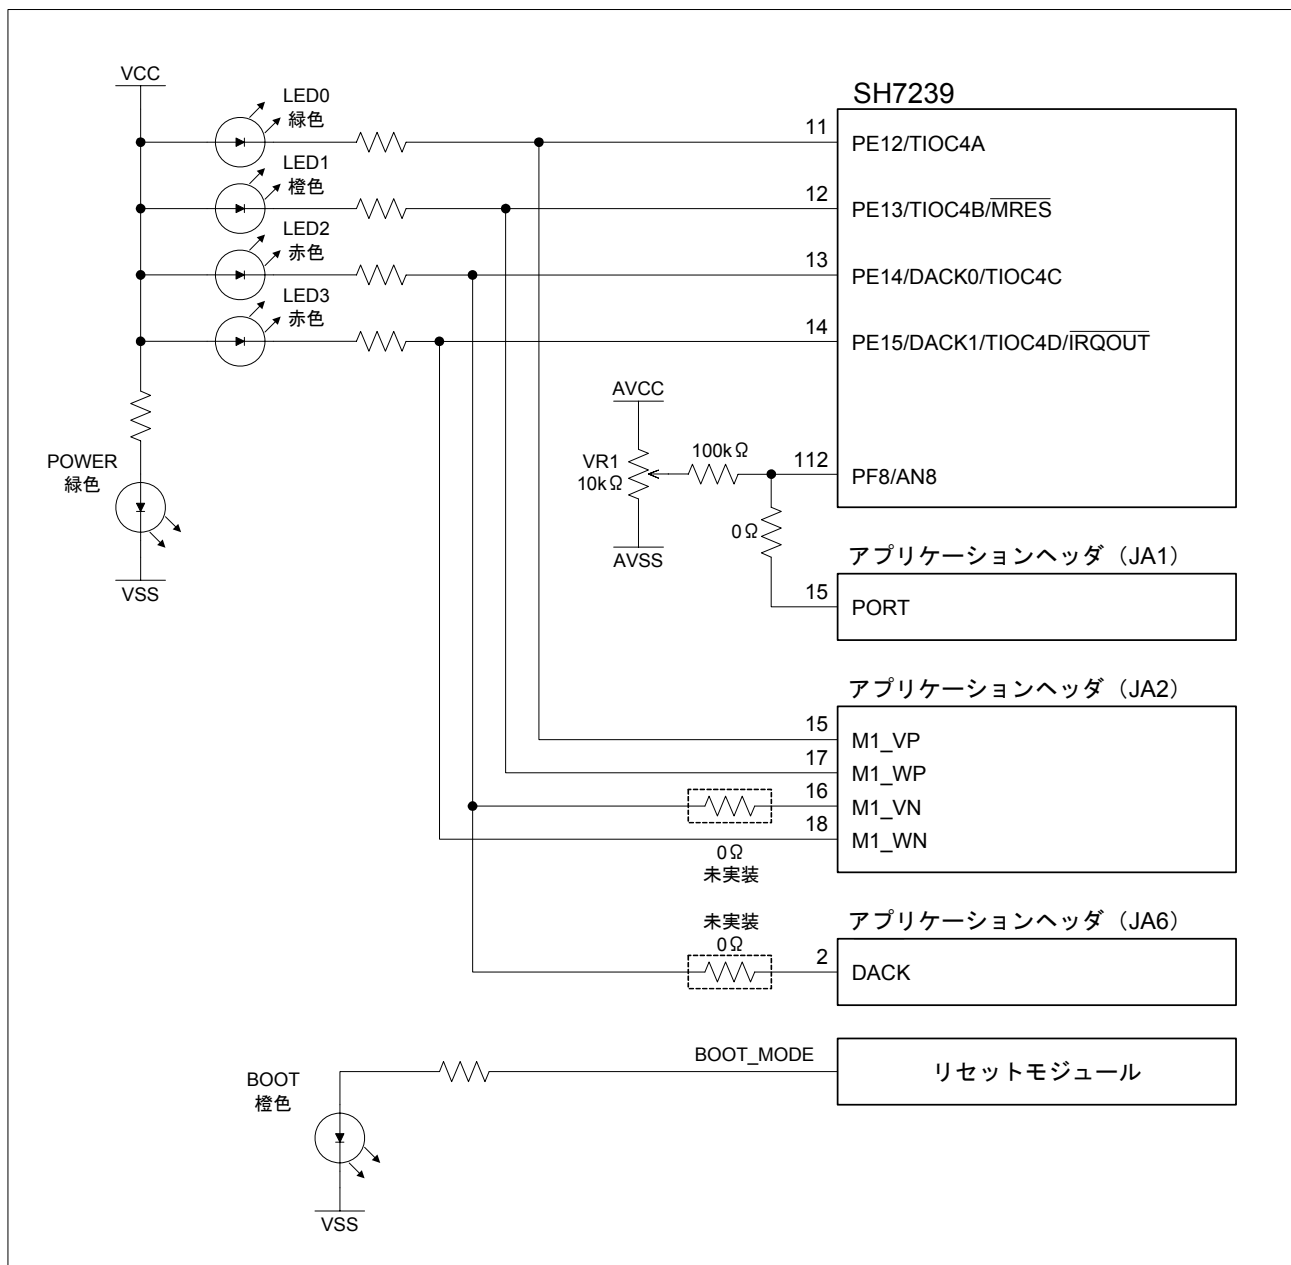 VCC
LED0
緑色
LED1
橙色
LED2
赤色
LED3
赤色
POWER
緑色
VSS
SH7239
11
PE12/TIOC4A
12
PE13/TIOC4B/MRES
13
PE14/DACK0/TIOC4C
14
PE15/DACK1/TIOC4D/IRQOUT
AVCC
VR1
10kΩ
100kΩ
112
PF8/AN8
0Ω
AVSS
アプリケーションヘッダ（JA1）
15
PORT
アプリケーションヘッダ（JA2）
15
M1_VP
17
M1_WP
16
M1_VN
18
M1_WN
0Ω
未実装
アプリケーションヘッダ（JA6）
未実装
0Ω
2
DACK
BOOT_MODE
リセットモジュール
BOOT
橙色
VSS